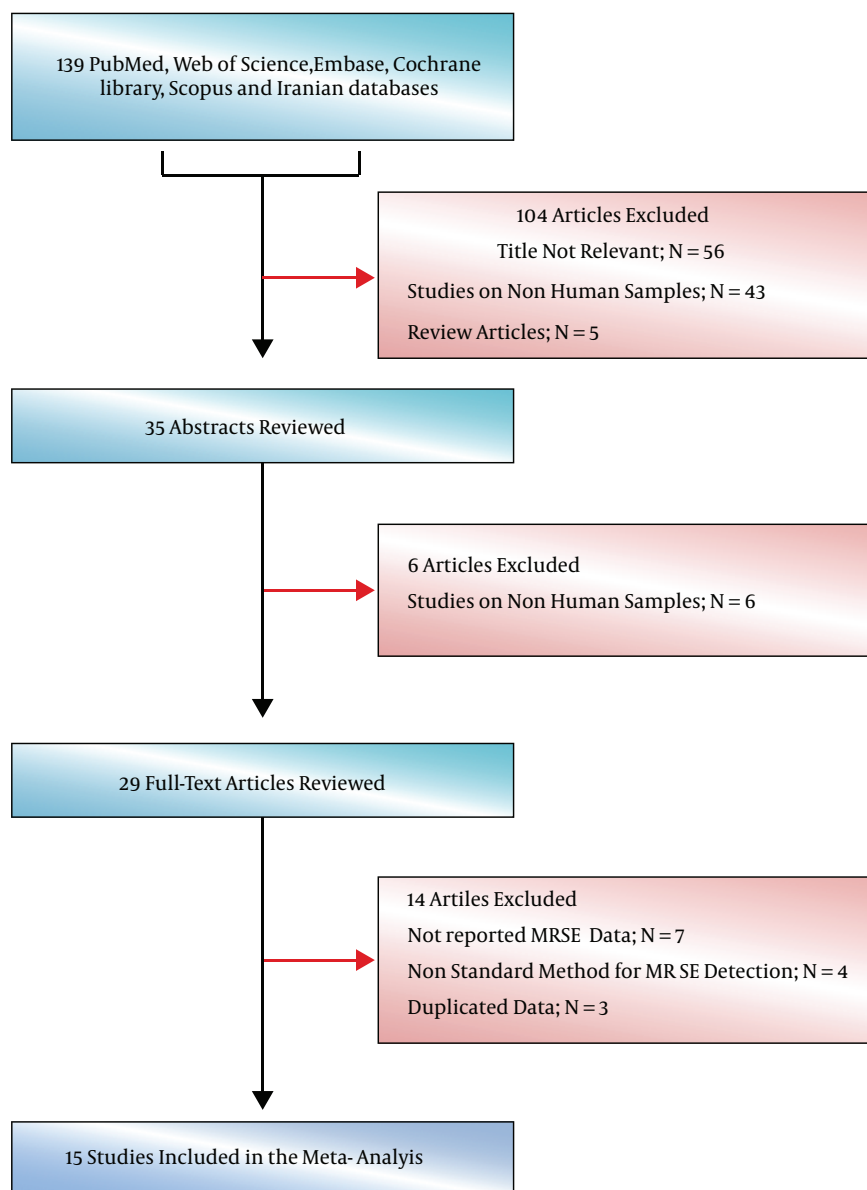 139 PubMed, Web of Science,Embase, Cochrane
library, Scopus and Iranian databases
104 Articles Excluded
Title Not Relevant; N = 56
Studies on Non Human Samples; N = 43
Review Articles; N = 5
35 Abstracts Reviewed
6 Articles Excluded
Studies on Non Human Samples; N = 6
29 Full-Text Articles Reviewed
14 Artiles Excluded
Not reported MRSE Data; N = 7
Non Standard Method for MR SE Detection; N = 4
Duplicated Data; N = 3
15 Studies Included in the Meta- Analyis